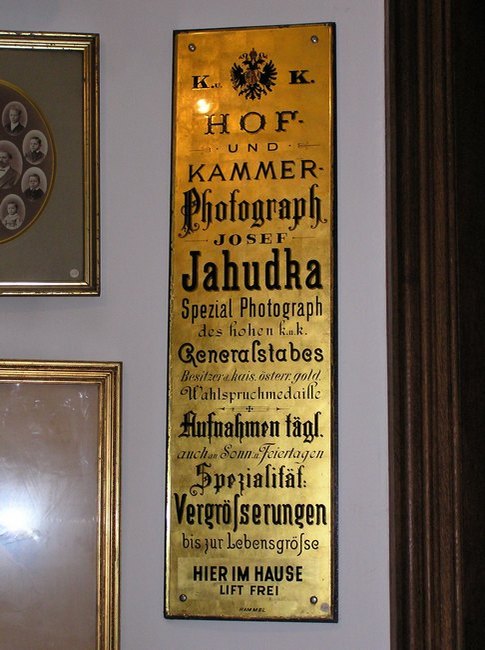 K. u. K.
HOF-
UND
KAMMER-
Photograph
JOSEF
Jahudka
Spezial Photograph
des hohen k.u.k.
Generalſtabes
Besitzer d. kais. österr. gold.
Wahlspruchmedaille
Aufnahmen tägl.
auch an Sonn u. Feiertagen
Spezialität:
Vergröſserungen
bis zur Lebensgröſse
HIER IM HAUSE
LIFT FREI
HAMMEL